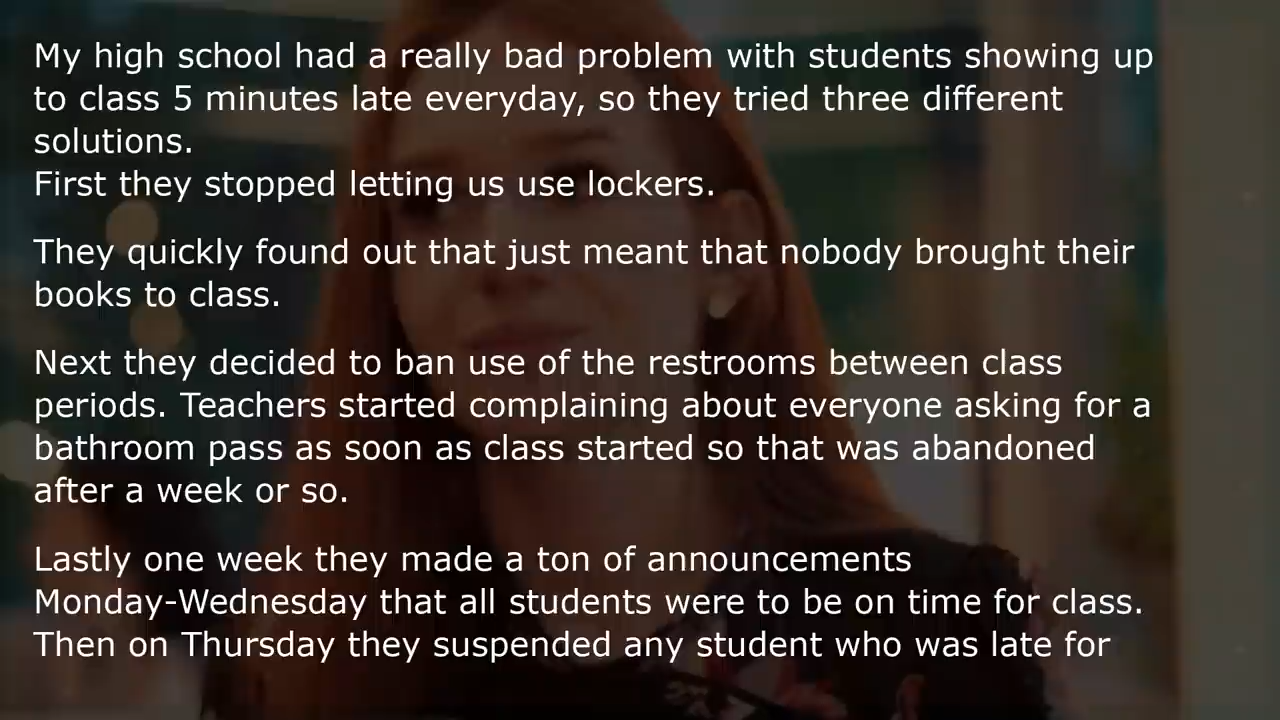 My high school had a really bad problem with students showing up
to class 5 minutes late everyday, so they tried three different
solutions.
First they stopped letting us use lockers.
They quickly found out that just meant that nobody brought their
books to class.
Next they decided to ban use of the restrooms between class
periods. Teachers started complaining about everyone asking for a
bathroom pass as soon as class started so that was abandoned
after a week or so.
Lastly one week they made a ton of announcements
Monday-Wednesday that all students were to be on time for class.
Then on Thursday they suspended any student who was late for